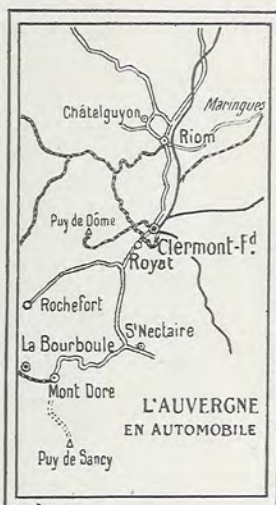 Châtelguyon
Maringues
Riom
Puy de Dôme
Clermont-Fd.
Royat
Rochefort
St Nectaire
La Bourboule
Mont Dore
L'AUVERGNE
EN AUTOMOBILE
Puy de Sancy